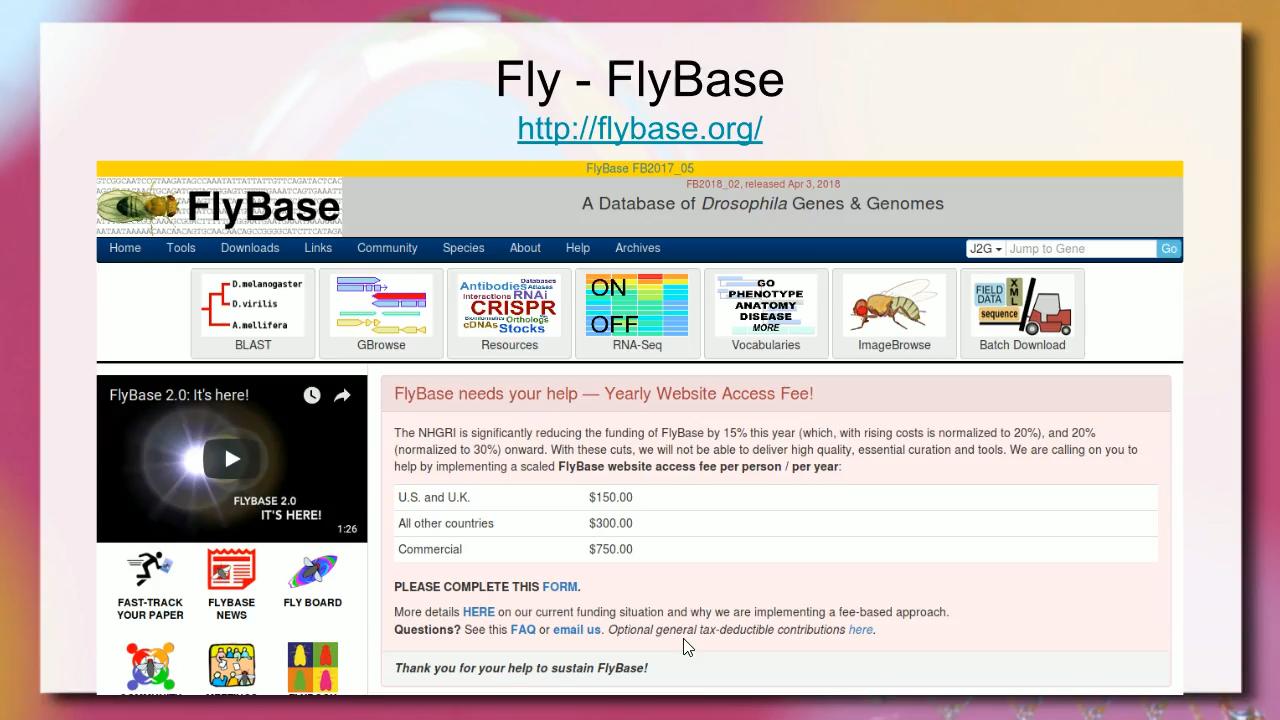 Fly - FlyBase
http://flybase.org/
FlyBase FB2017_05
FB2018_02, released Apr 3, 2018
FlyBase
A Database of Drosophila Genes & Genomes
Home Tools Downloads Links Community Species About Help Archives J2G Jump to Gene Go
D.melanogaster
D.virilis
A.mellifera
BLAST
GBrowse
Databases
Antibodies Aliases
Interactions RNAi
CRISPR
Bioinformatics Orthologs
cDNAs Stocks
Resources
ON
OFF
RNA-Seq
GO
PHENOTYPE
ANATOMY
DISEASE
MORE
Vocabularies
ImageBrowse
FIELD
DATA
XML
sequence
Batch Download
FlyBase 2.0: It's here!
FLYBASE 2.0
IT'S HERE!
1:26
FAST-TRACK
YOUR PAPER
FLYBASE
NEWS
FLY BOARD
FlyBase needs your help — Yearly Website Access Fee!
The NHGRI is significantly reducing the funding of FlyBase by 15% this year (which, with rising costs is normalized to 20%), and 20%
(normalized to 30%) onward. With these cuts, we will not be able to deliver high quality, essential curation and tools. We are calling on you to
help by implementing a scaled FlyBase website access fee per person / per year:
U.S. and U.K. $150.00
All other countries $300.00
Commercial $750.00
PLEASE COMPLETE THIS FORM.
More details HERE on our current funding situation and why we are implementing a fee-based approach.
Questions? See this FAQ or email us. Optional general tax-deductible contributions here.
Thank you for your help to sustain FlyBase!